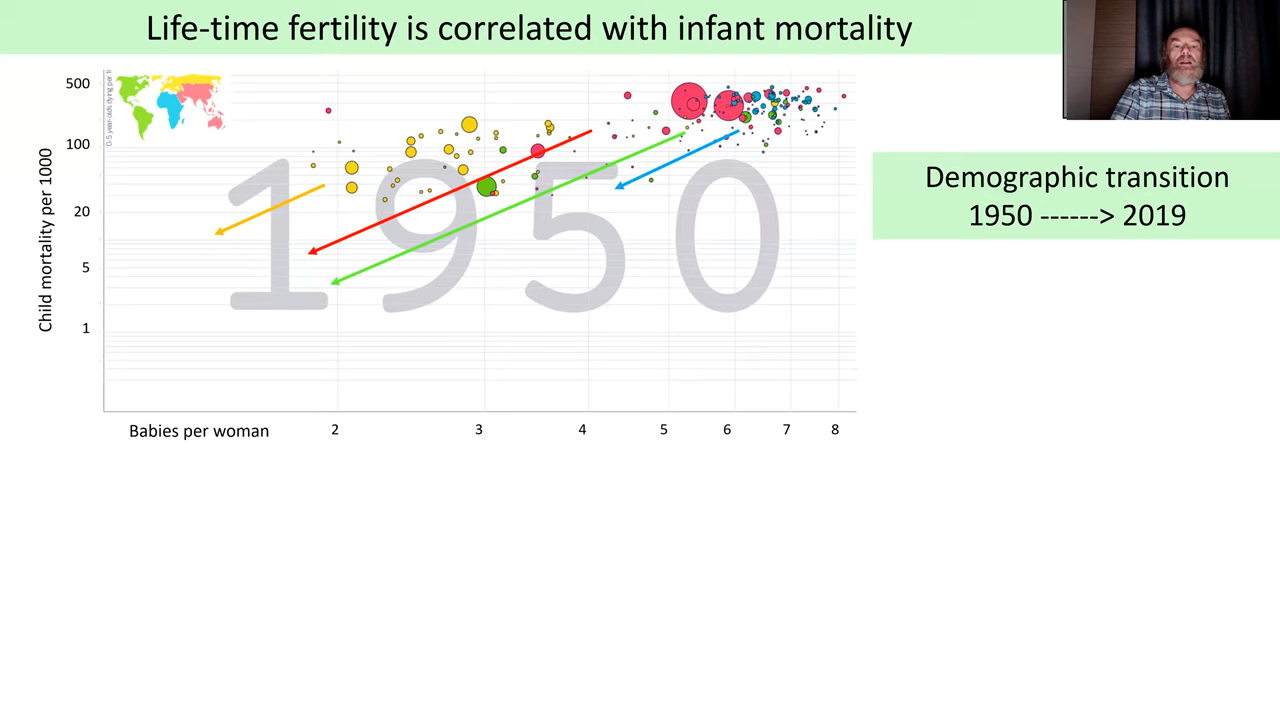 Life-time fertility is correlated with infant mortality
Demographic transition
1950 ------> 2019
Child mortality per 1000
500
100
20
5
1
1950
Babies per woman
2
3
4
5
6
7
8